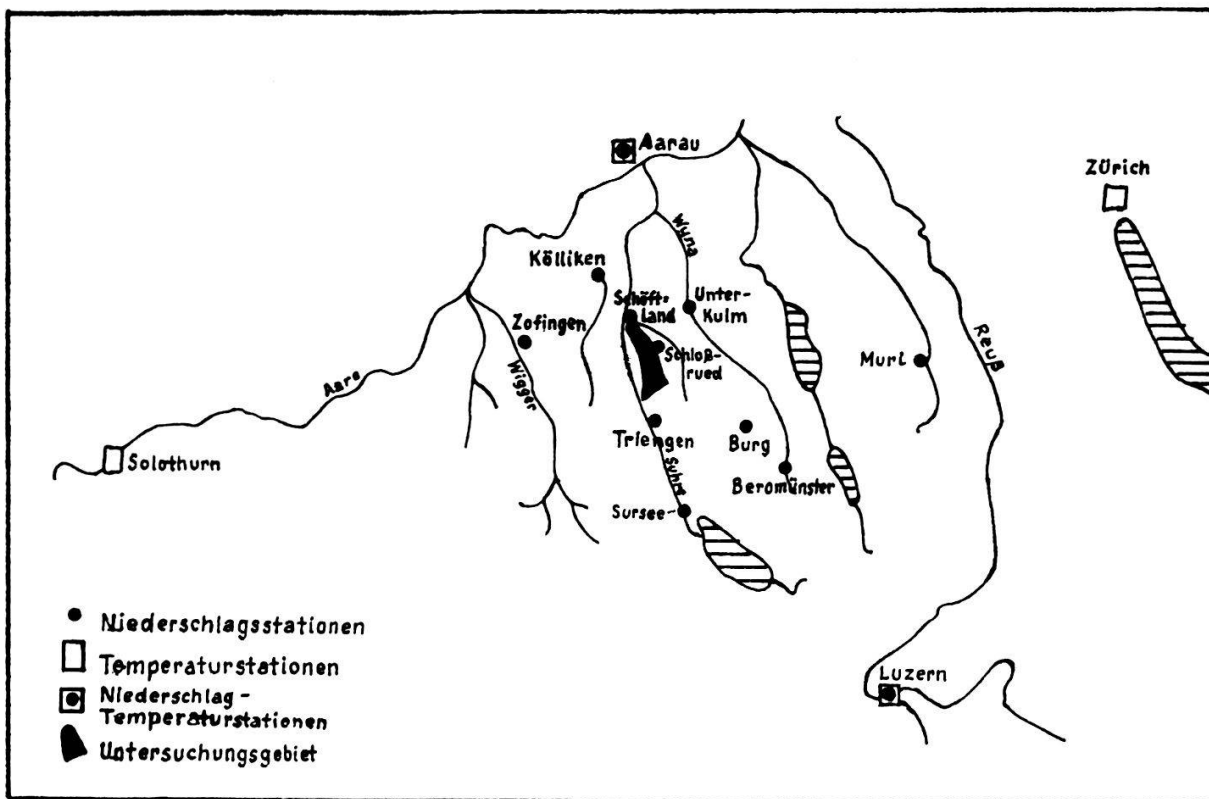 Aarau
Zürich
Wyna
Kölliken
Schöft-
land
Unter-
Kulm
Zofingen
Schloß-
rued
Muri
Reuß
Aare
Wigger
Triengen
Burg
Solothurn
Suhre
Beromünster
Sursee
Niederschlagsstationen
Temperaturstationen
Niederschlag-
Temperaturstationen
Untersuchungsgebiet
Luzern